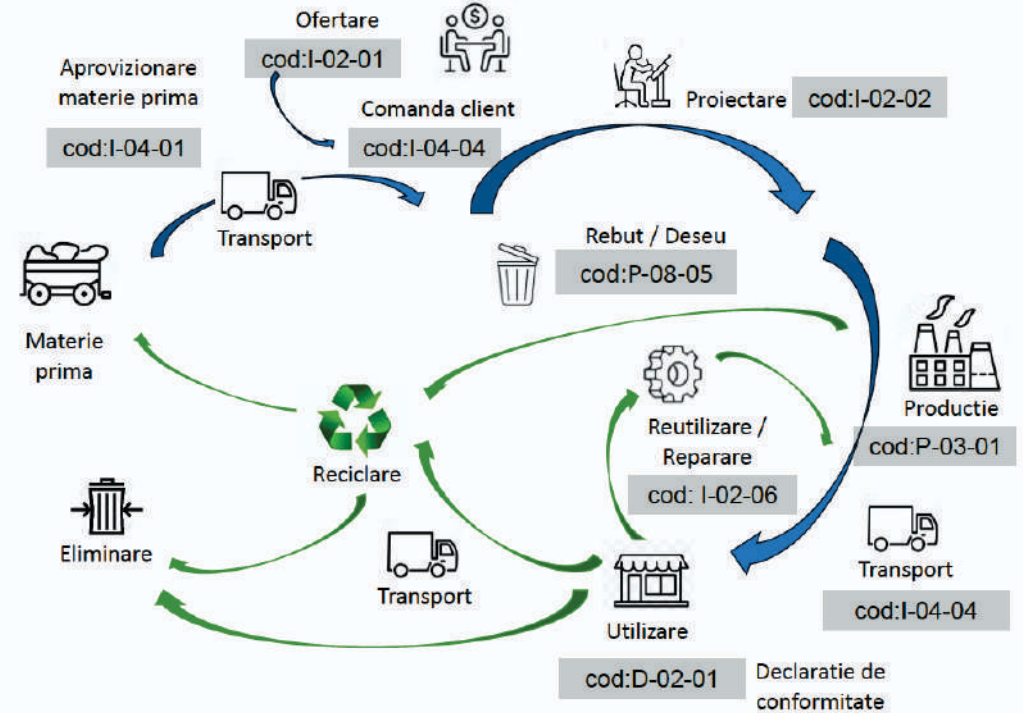 Ofertare
cod:I-02-01
Aprovizionare
materie prima
cod:I-04-01
Comanda client
cod:I-04-04
Proiectare
cod:I-02-02
Transport
Rebut / Deseu
cod:P-08-05
Materie
prima
Productie
cod:P-03-01
Reutilizare /
Reparare
cod: I-02-06
Reciclare
Eliminare
Transport
Transport
cod:I-04-04
Utilizare
cod:D-02-01
Declaratie de
conformitate